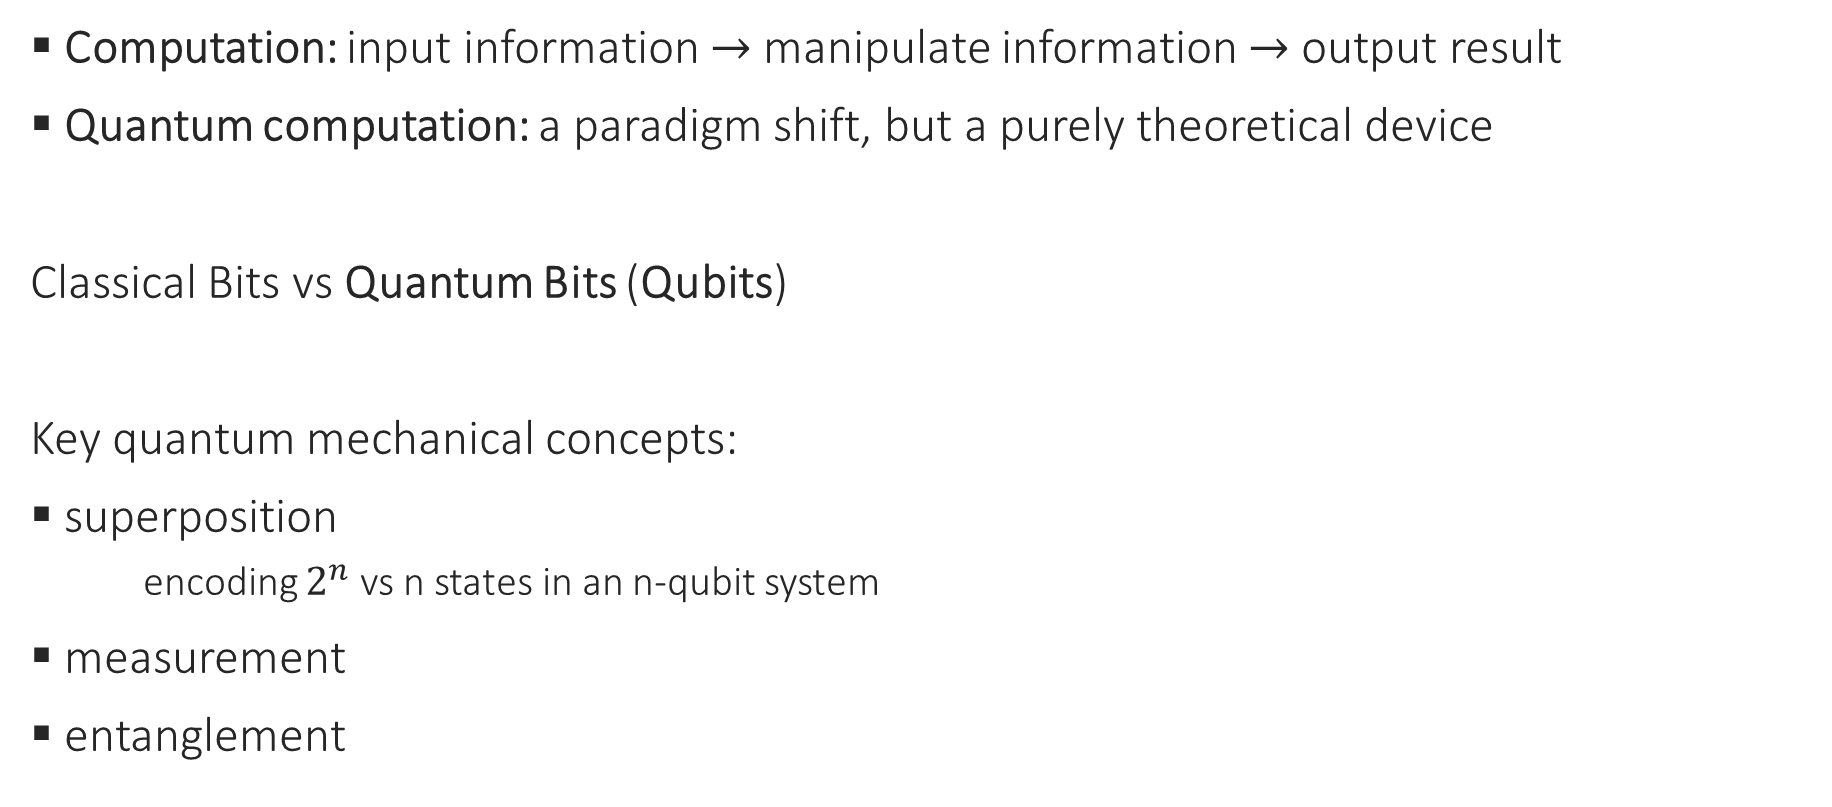 ▪ Computation: input information → manipulate information → output result
▪ Quantum computation: a paradigm shift, but a purely theoretical device
Classical Bits vs Quantum Bits (Qubits)
Key quantum mechanical concepts:
▪ superposition
encoding 2ⁿ vs n states in an n-qubit system
▪ measurement
▪ entanglement